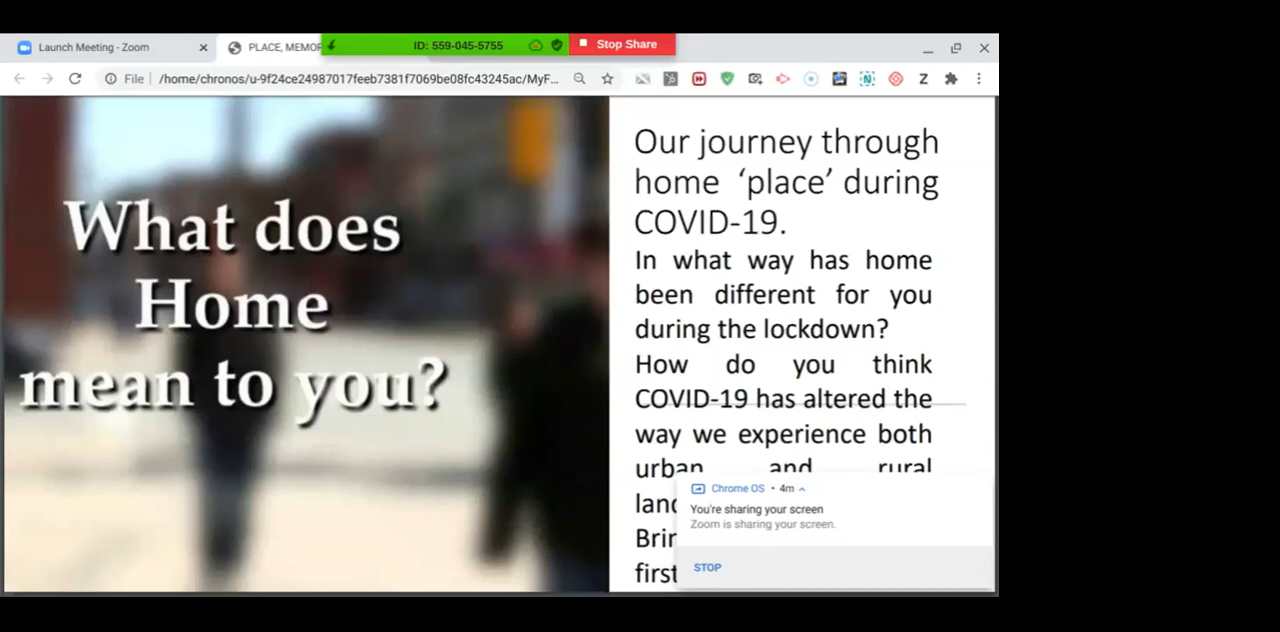 Launch Meeting - Zoom
PLACE, MEMOR
ID: 559-045-5755
Stop Share
File
/home/chronos/u-9f24ce24987017feeb7381f7069be08fc43245ac/MyF...
Z
What does
Home
mean to you?
Our journey through
home ‘place’ during
COVID-19.
In what way has home
been different for you
during the lockdown?
How do you think
COVID-19 has altered the
way we experience both
urban and rural
land
Brin
first
Chrome OS • 4m
You're sharing your screen
Zoom is sharing your screen.
STOP